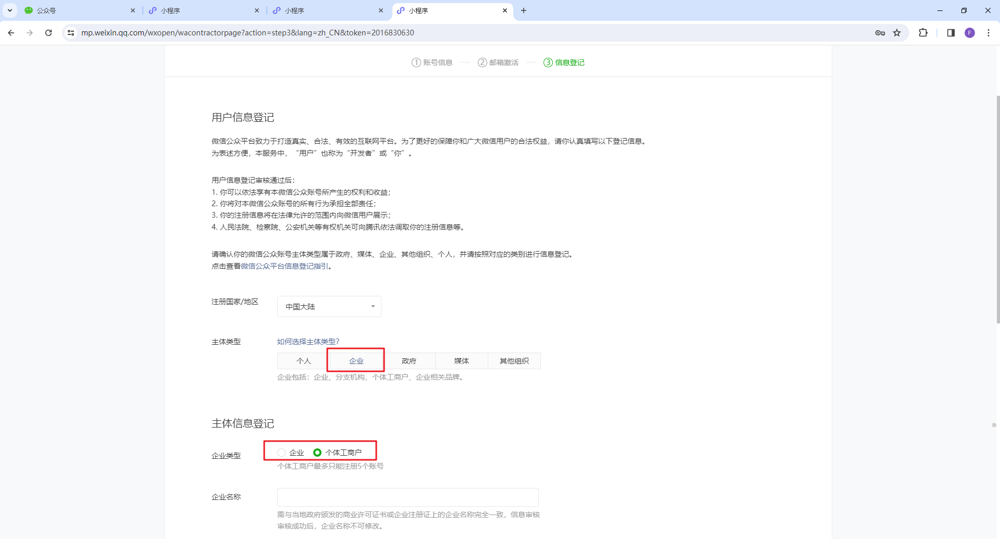 公众号
小程序
小程序
小程序
mp.weixin.qq.com/wxopen/wacontractorpage?action=step3&lang=zh_CN&token=2016830630
F
1 账号信息
2 邮箱激活
3 信息登记
用户信息登记
微信公众平台致力于打造真实、合法、有效的互联网平台。为了更好的保障你和广大微信用户的合法权益，请你认真填写以下登记信息。
为表述方便，本服务中，“用户”也称为“开发者”或“你”。
用户信息登记审核通过后：
1. 你可以依法享有本微信公众账号所产生的权利和收益；
2. 你将对本微信公众账号的所有行为承担全部责任；
3. 你的注册信息将在法律允许的范围内向微信用户展示；
4. 人民法院、检察院、公安机关等有权机关可向腾讯依法调取你的注册信息等。
请确认你的微信公众账号主体类型属于政府、媒体、企业、其他组织、个人，并请按照对应的类别进行信息登记。
点击查看微信公众平台信息登记指引。
注册国家/地区
中国大陆
主体类型
如何选择主体类型?
个人 企业 政府 媒体 其他组织
企业包括：企业、分支机构、个体工商户、企业相关品牌。
主体信息登记
企业类型
企业 个体工商户
个体工商户最多只能注册5个账号
企业名称
需与当地政府颁发的商业许可证书或企业注册证上的企业名称完全一致，信息审核
审核成功后，企业名称不可修改。